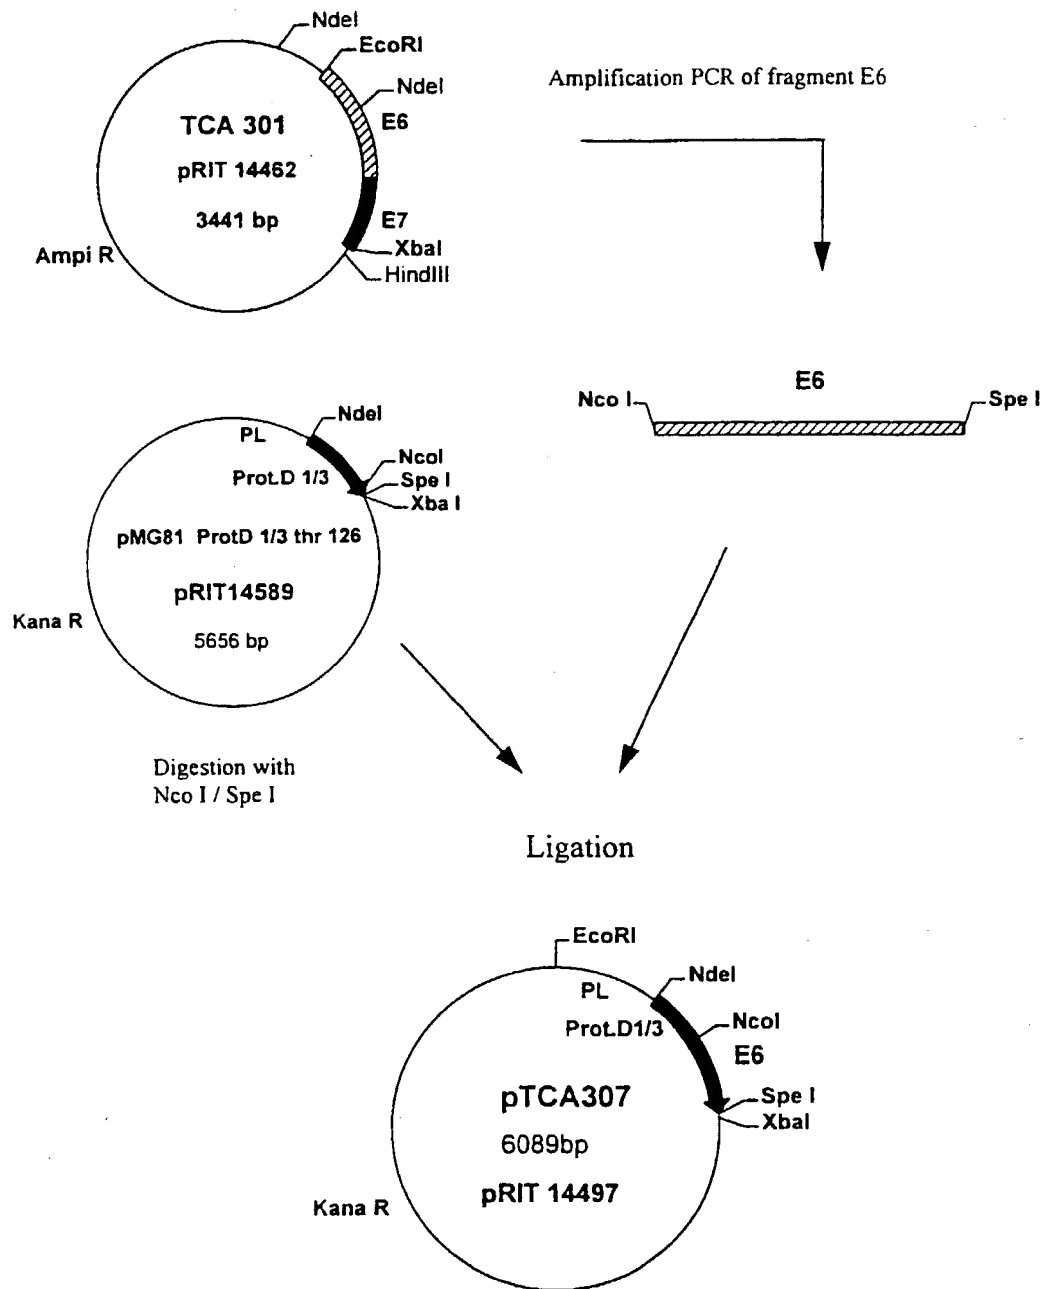 NdeI
EcoRI
NdeI
E6
TCA 301
pRIT 14462
3441 bp
E7
XbaI
HindIII
Ampi R
Amplification PCR of fragment E6
E6
Nco I
Spe I
NdeI
PL
NcoI
Prot.D 1/3
Spe I
Xba I
pMG81 ProtD 1/3 thr 126
pRIT14589
Kana R
5656 bp
Digestion with
Nco I / Spe I
Ligation
EcoRI
NdeI
PL
Prot.D1/3
NcoI
E6
pTCA307
Spe I
XbaI
6089bp
pRIT 14497
Kana R